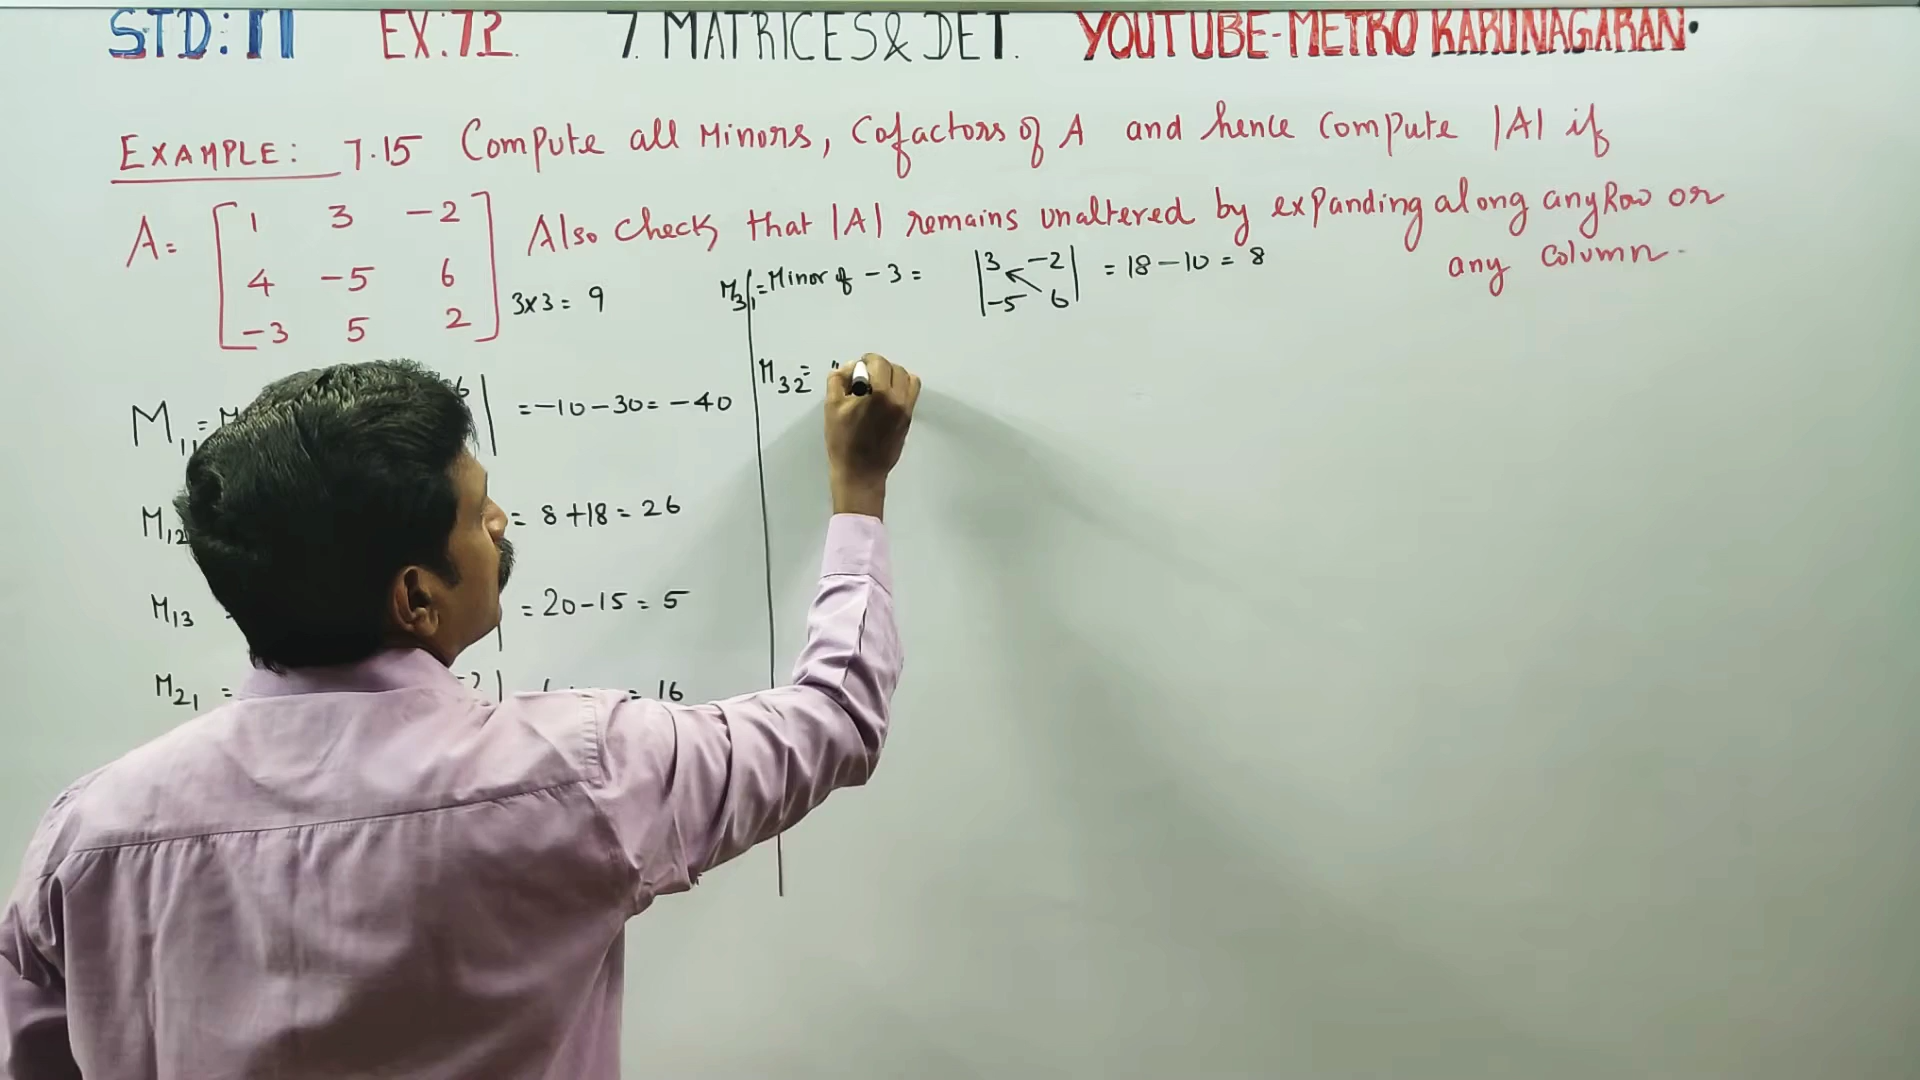 STD: 11 EX: 7.2. 7. MATRICES & DET. YOUTUBE-METRO KARUNAGARAN.
EXAMPLE: 7.15 Compute all Minors, Cofactors of A and hence compute |A| if
A= [ 1 3 -2
4 -5 6
-3 5 2 ]
Also check that |A| remains unaltered by expanding along any Row or
any column.
3x3 = 9
M11 = = -10-30 = -40
M12 = 8+18 = 26
M13 = = 20-15 = 5
M21 = -2| = 16
M31 = Minor of -3 = |3 -2
-5 6| = 18-10 = 8
M32 = "